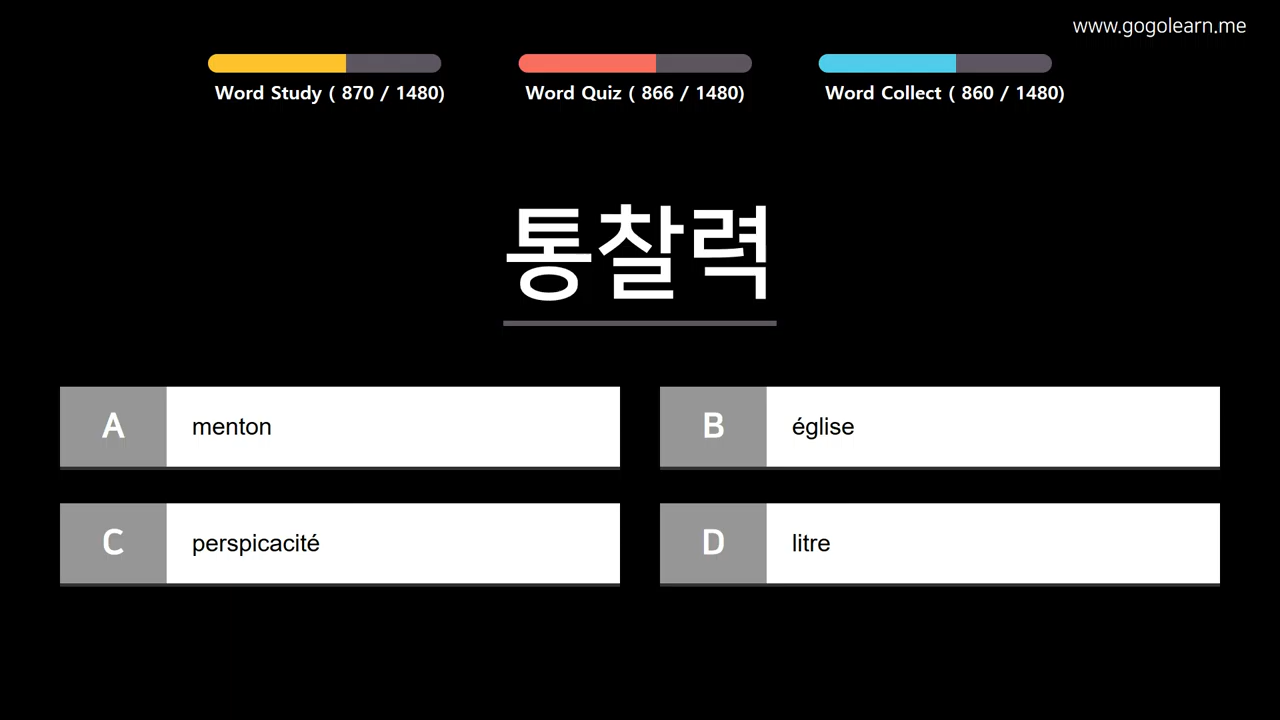 www.gogolearn.me
Word Study ( 870 / 1480)
Word Quiz ( 866 / 1480)
Word Collect ( 860 / 1480)
통찰력
A menton
B église
C perspicacité
D litre